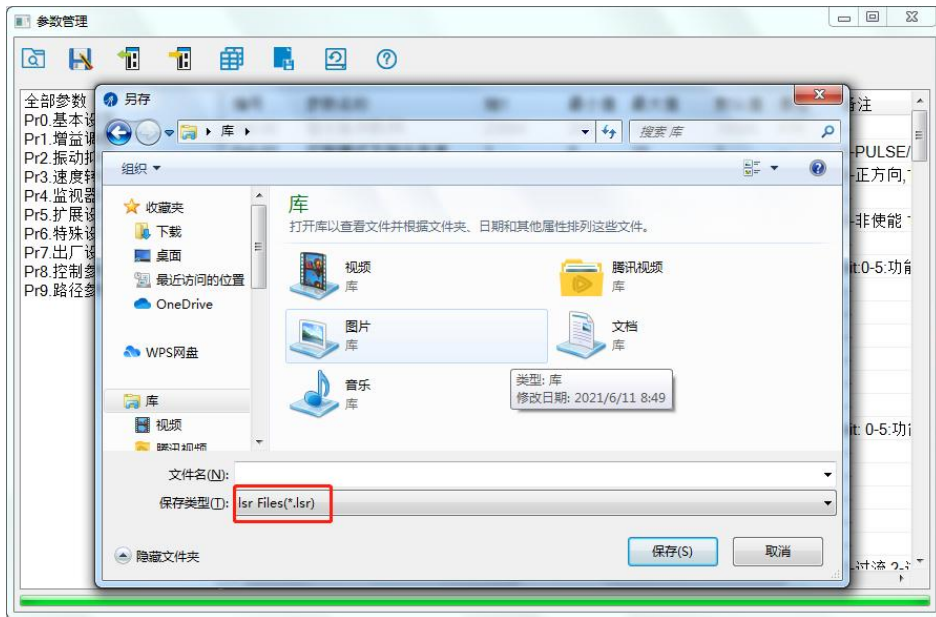 参数管理
全部参数
Pr0.基本设
Pr1.增益调
Pr2.振动抑
Pr3.速度转
Pr4.监视器
Pr5.扩展设
Pr6.特殊设
Pr7.出厂设
Pr8.控制参
Pr9.路径参
另存
库
搜索 库
组织
收藏夹
下载
桌面
最近访问的位置
OneDrive
WPS网盘
库
视频
腾讯视频
库
打开库以查看文件并根据文件夹、日期和其他属性排列这些文件。
视频
库
腾讯视频
库
图片
库
文档
库
音乐
库
类型: 库
修改日期: 2021/6/11 8:49
文件名(N):
保存类型(T): lsr Files(*.lsr)
隐藏文件夹
保存(S)
取消
备注
-PULSE/
-正方向,
-非使能
it:0-5:功能
it: 0-5:功能
-过流 2-